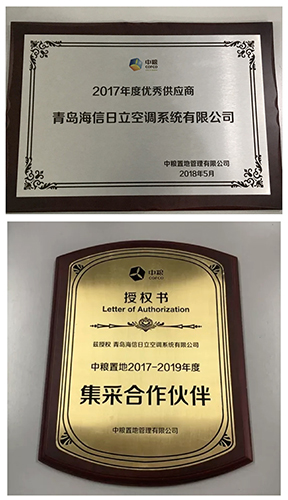 中粮
COFCO
2017年度优秀供应商
青岛海信日立空调系统有限公司
中粮置地管理有限公司
2018年5月
中粮
COFCO
授权书
Letter of Authorization
兹授权 青岛海信日立空调系统有限公司
中粮置地2017-2019年度
集采合作伙伴
中粮置地管理有限公司